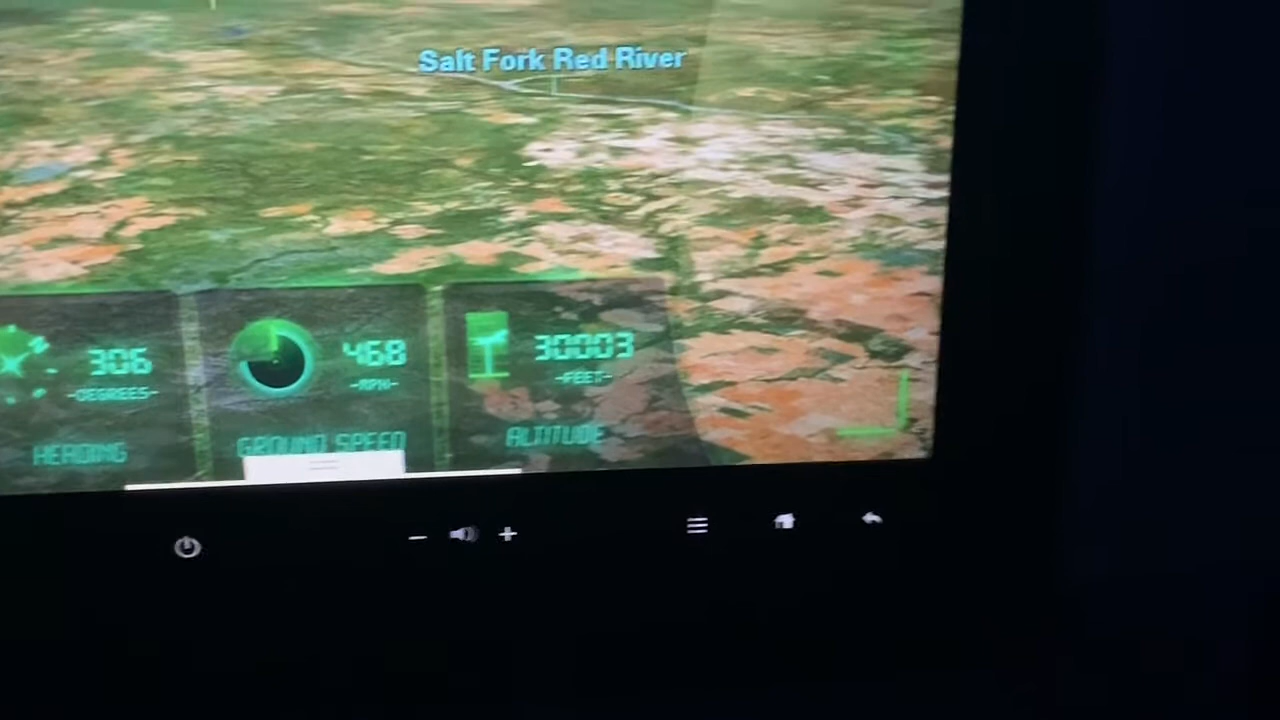 Salt Fork Red River
306
-DEGREES-
HEADING
468
-MPH-
GROUND SPEED
30003
-FEET-
ALTITUDE